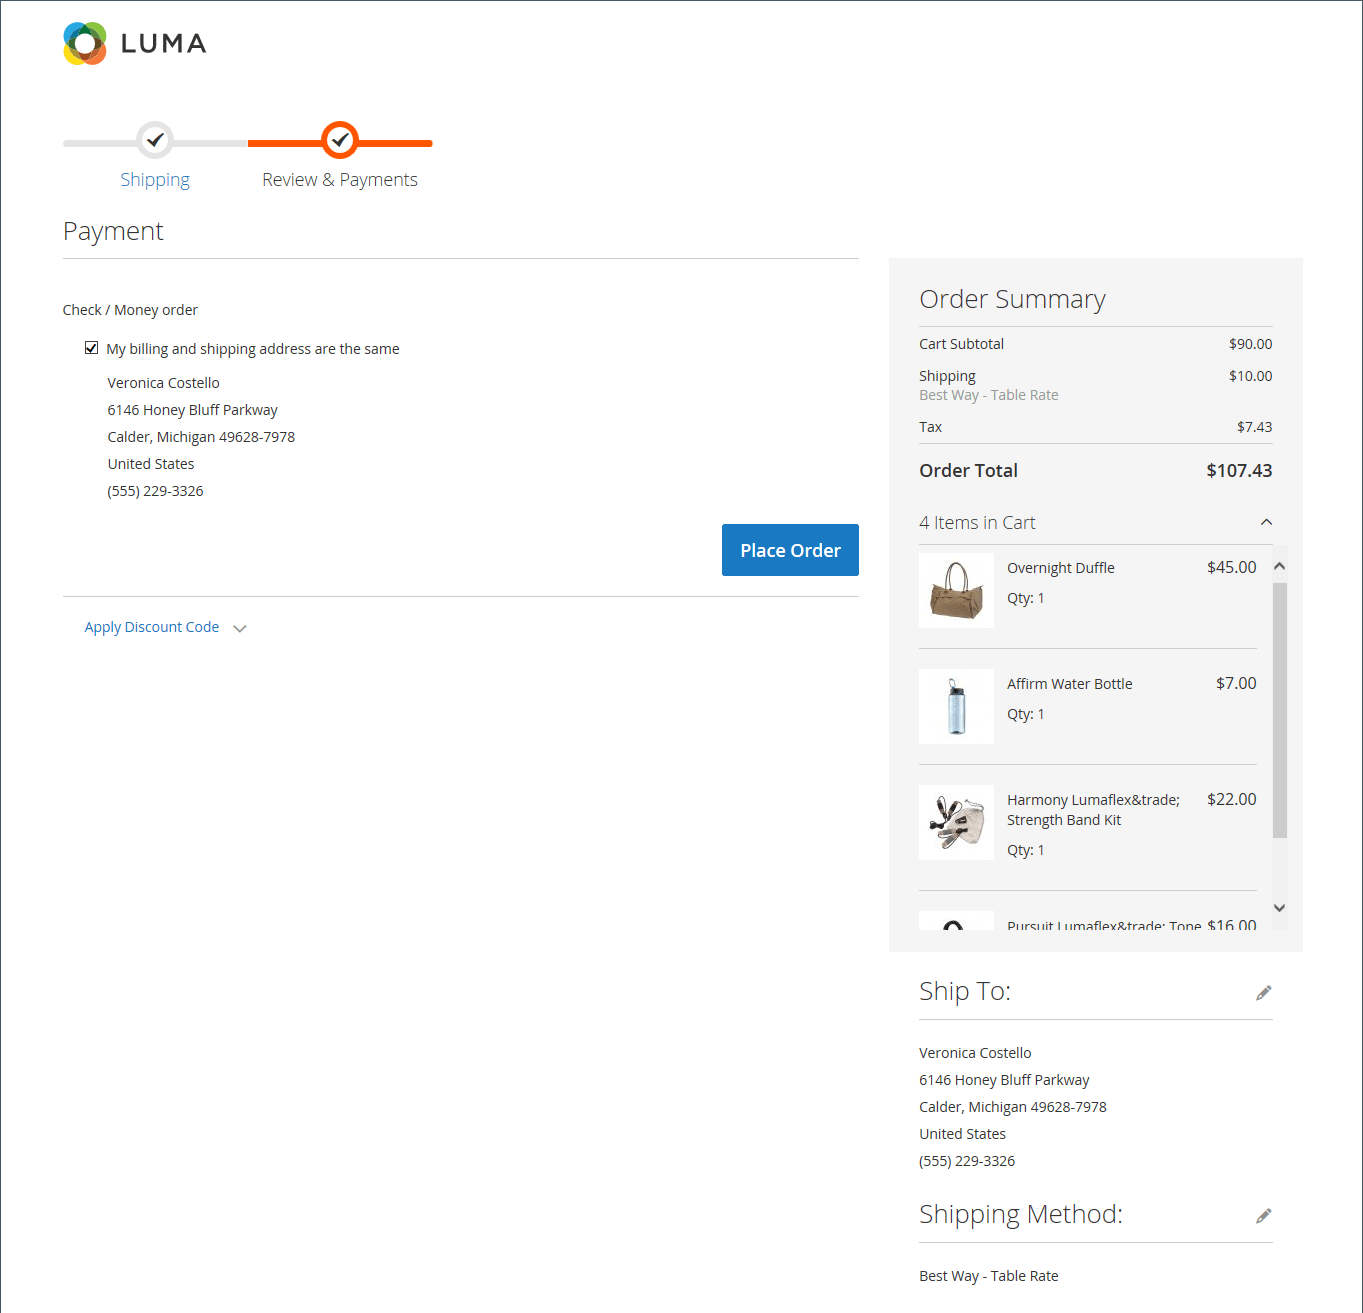 LUMA
Shipping
Review & Payments
Payment
Check / Money order
My billing and shipping address are the same
Veronica Costello
6146 Honey Bluff Parkway
Calder, Michigan 49628-7978
United States
(555) 229-3326
Place Order
Apply Discount Code
Order Summary
Cart Subtotal $90.00
Shipping $10.00
Best Way - Table Rate
Tax $7.43
Order Total $107.43
4 Items in Cart
Overnight Duffle $45.00
Qty: 1
Affirm Water Bottle $7.00
Qty: 1
Harmony Lumaflex&trade; $22.00
Strength Band Kit
Qty: 1
Pursuit Lumaflex&trade; Tone $16.00
Ship To:
Veronica Costello
6146 Honey Bluff Parkway
Calder, Michigan 49628-7978
United States
(555) 229-3326
Shipping Method:
Best Way - Table Rate